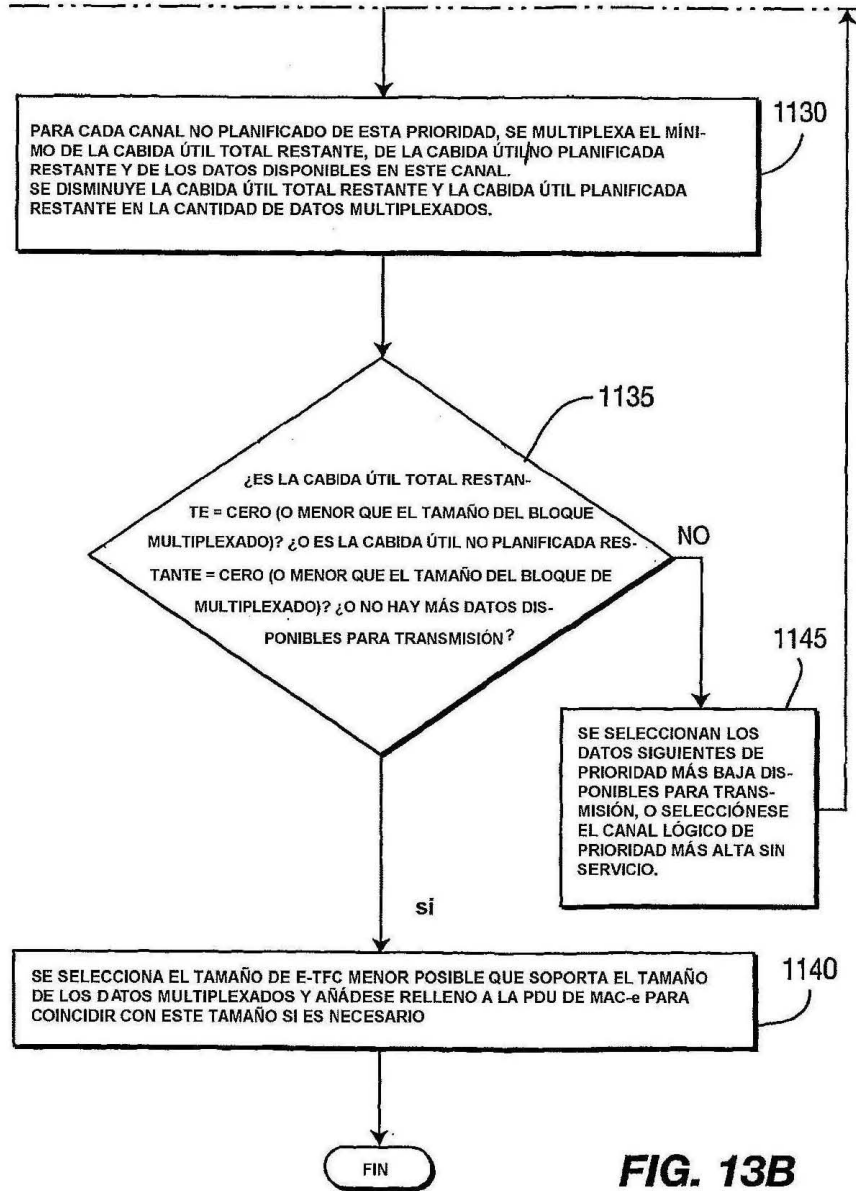 1130
PARA CADA CANAL NO PLANIFICADO DE ESTA PRIORIDAD, SE MULTIPLEXA EL MÍNI-
MO DE LA CABIDA ÚTIL TOTAL RESTANTE, DE LA CABIDA ÚTIL NO PLANIFICADA
RESTANTE Y DE LOS DATOS DISPONIBLES EN ESTE CANAL.
SE DISMINUYE LA CABIDA ÚTIL TOTAL RESTANTE Y LA CABIDA ÚTIL PLANIFICADA
RESTANTE EN LA CANTIDAD DE DATOS MULTIPLEXADOS.
1135
¿ES LA CABIDA ÚTIL TOTAL RESTAN-
TE = CERO (O MENOR QUE EL TAMAÑO DEL BLOQUE
MULTIPLEXADO)? ¿O ES LA CABIDA ÚTIL NO PLANIFICADA RES-
TANTE = CERO (O MENOR QUE EL TAMAÑO DEL BLOQUE DE
MULTIPLEXADO)? ¿O NO HAY MÁS DATOS DIS-
PONIBLES PARA TRANSMISIÓN?
NO
1145
SE SELECCIONAN LOS
DATOS SIGUIENTES DE
PRIORIDAD MÁS BAJA DIS-
PONIBLES PARA TRANS-
MISIÓN, O SELECCIÓNESE
EL CANAL LÓGICO DE
PRIORIDAD MÁS ALTA SIN
SERVICIO.
si
1140
SE SELECCIONA EL TAMAÑO DE E-TFC MENOR POSIBLE QUE SOPORTA EL TAMAÑO
DE LOS DATOS MULTIPLEXADOS Y AÑÁDESE RELLENO A LA PDU DE MAC-e PARA
COINCIDIR CON ESTE TAMAÑO SI ES NECESARIO
FIN
FIG. 13B